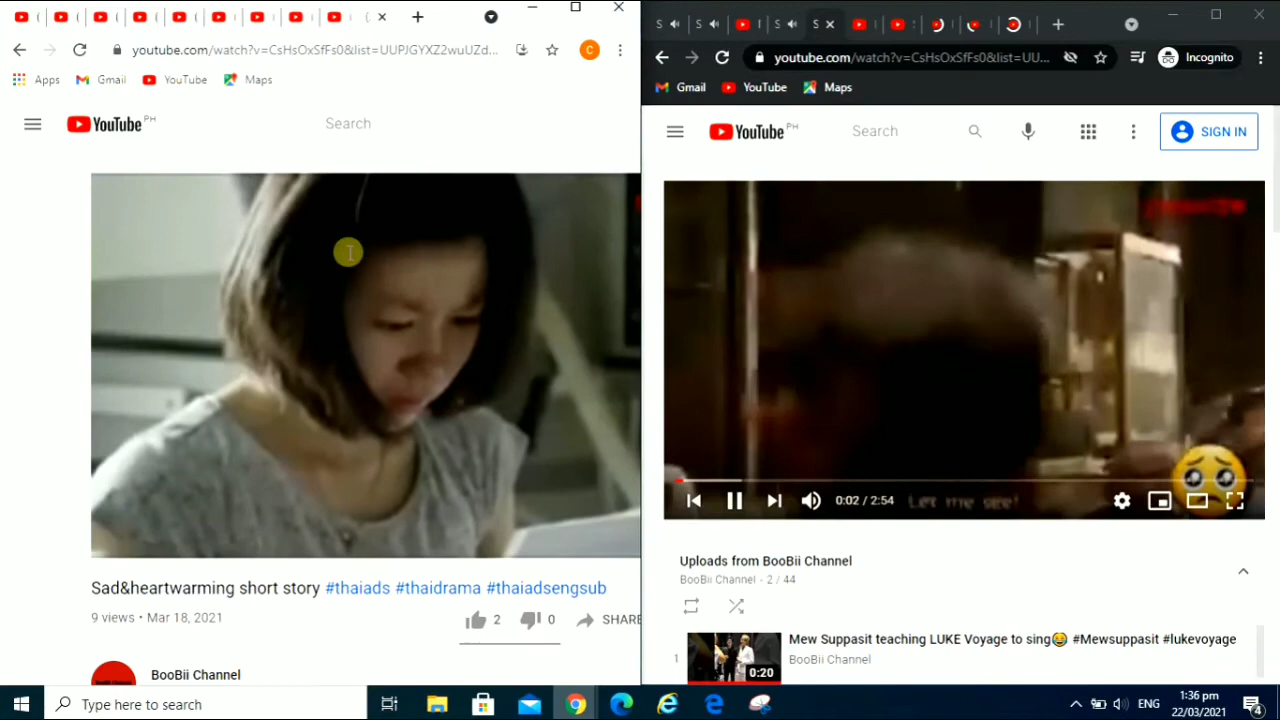 youtube.com/watch?v=CsHsOxSfFs0&list=UUPJGYXZ2wuUZd...
C
Apps
Gmail
YouTube
Maps
YouTube PH
Search
Sad&heartwarming short story #thaiads #thaidrama #thaiadsengsub
9 views • Mar 18, 2021
2
0
SHARE
BooBii Channel
S
S
S
S
youtube.com/watch?v=CsHsOxSfFs0&list=UU...
Incognito
Gmail
YouTube
Maps
YouTube PH
Search
SIGN IN
0:02 / 2:54
Let me see!
Uploads from BooBii Channel
BooBii Channel - 2 / 44
1
Mew Suppasit teaching LUKE Voyage to sing😂 #Mewsuppasit #lukevoyage
BooBii Channel
0:20
Type here to search
ENG
1:36 pm
22/03/2021
4